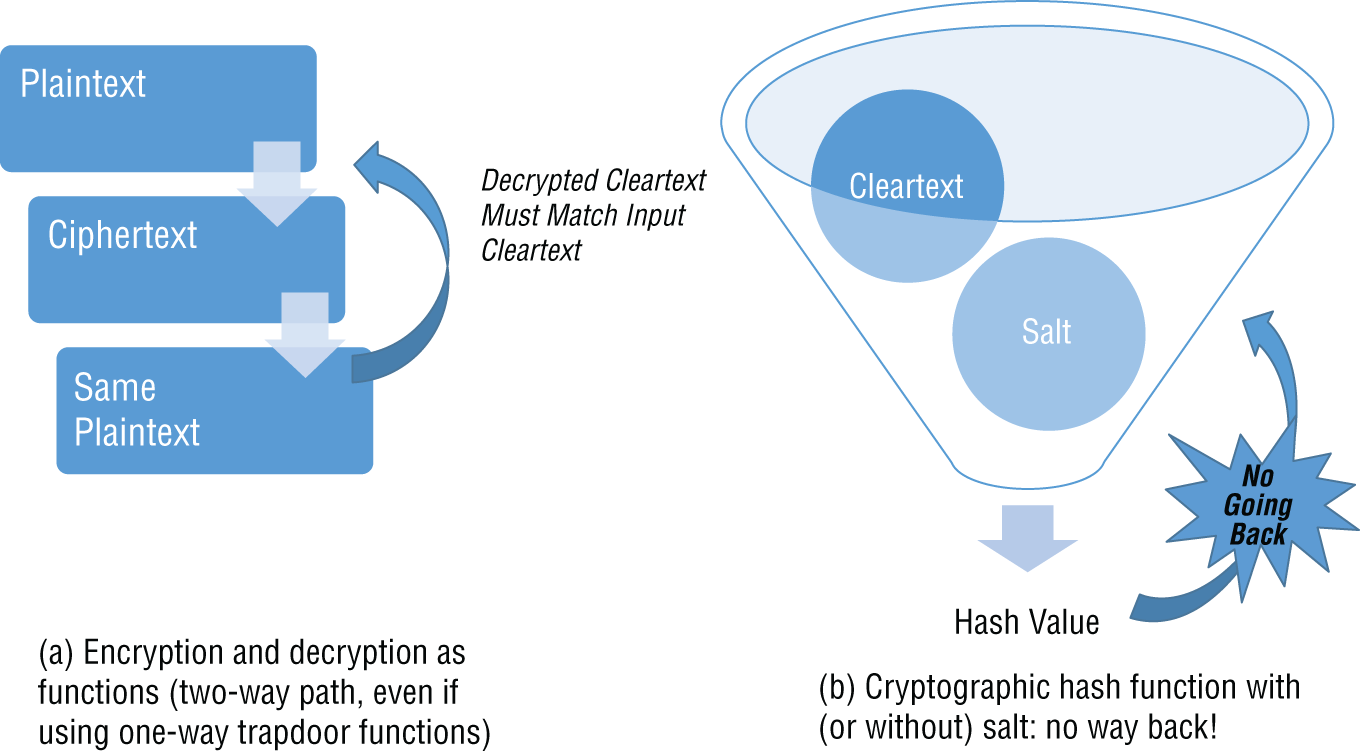 Plaintext
Ciphertext
Same
Plaintext
Decrypted Cleartext
Must Match Input
Cleartext
(a) Encryption and decryption as
functions (two-way path, even if
using one-way trapdoor functions)
Cleartext
Salt
No
Going
Back
Hash Value
(b) Cryptographic hash function with
(or without) salt: no way back!